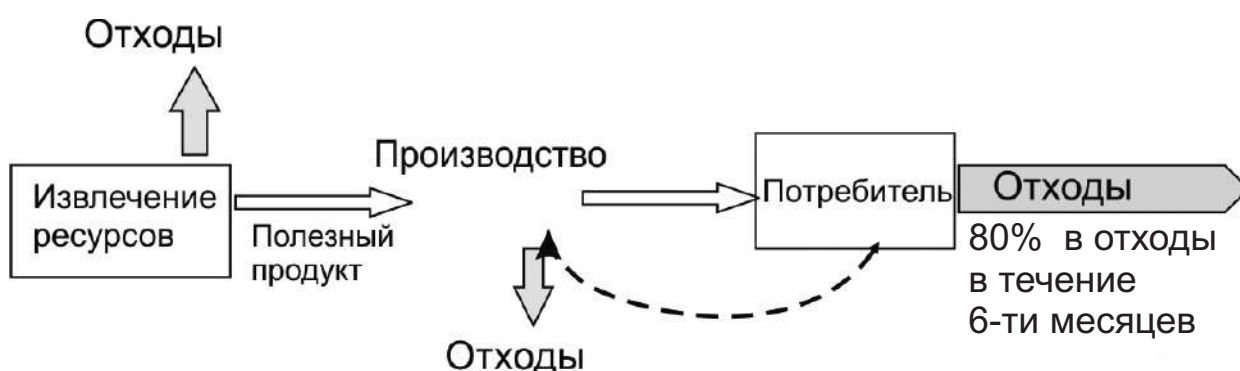 Отходы
Извлечение
ресурсов
Полезный
продукт
Производство
Отходы
Потребитель
Отходы
80% в отходы
в течение
6-ти месяцев